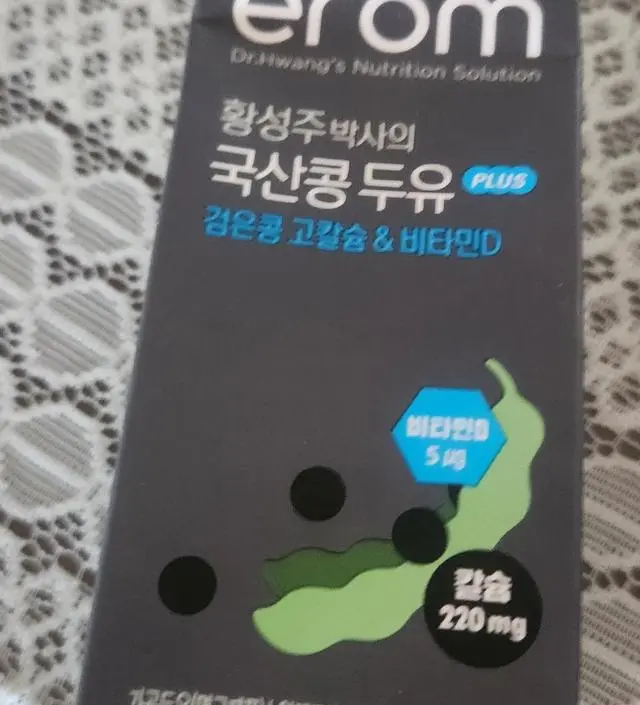 erom
Dr.Hwang's Nutrition Solution
황성주 박사의
국산콩 두유 PLUS
검은콩 고칼슘 & 비타민D
비타민D
5 μg
칼슘
220 mg